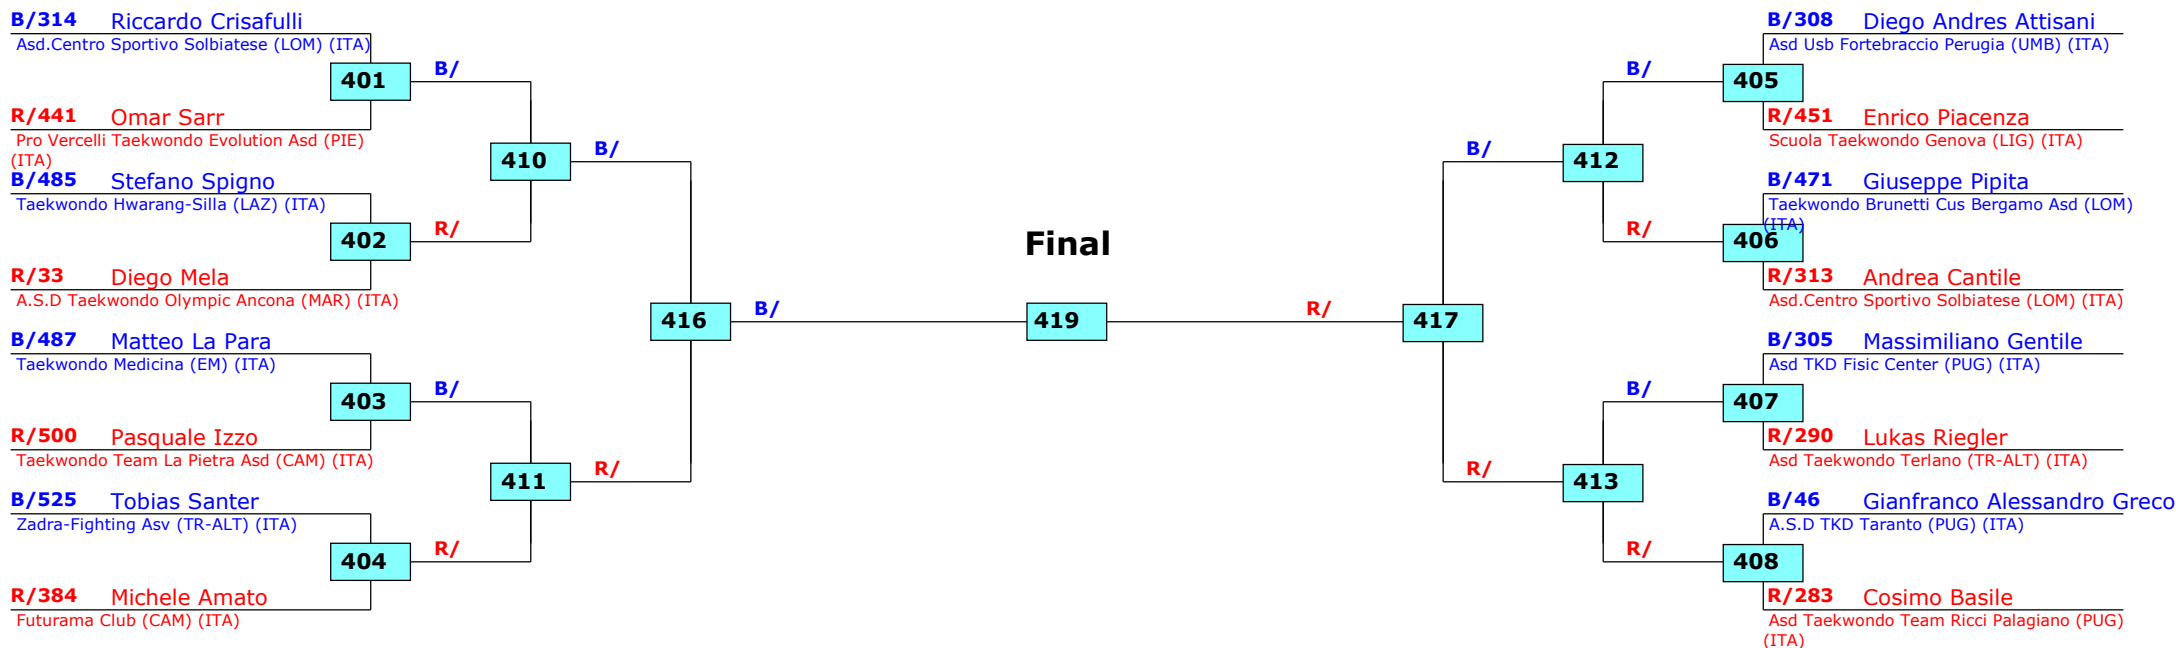 B/314 Riccardo Crisafulli
Asd.Centro Sportivo Solbiatese (LOM) (ITA)
401
B/
R/441 Omar Sarr
Pro Vercelli Taekwondo Evolution Asd (PIE)
(ITA)
410
B/
B/485 Stefano Spigno
Taekwondo Hwarang-Silla (LAZ) (ITA)
402
R/
R/33 Diego Mela
A.S.D Taekwondo Olympic Ancona (MAR) (ITA)
416
B/
B/487 Matteo La Para
Taekwondo Medicina (EM) (ITA)
403
B/
R/500 Pasquale Izzo
Taekwondo Team La Pietra Asd (CAM) (ITA)
411
R/
B/525 Tobias Santer
Zadra-Fighting Asv (TR-ALT) (ITA)
404
R/
R/384 Michele Amato
Futurama Club (CAM) (ITA)
Final
419
B/308 Diego Andres Attisani
Asd Usb Fortebraccio Perugia (UMB) (ITA)
B/
405
R/451 Enrico Piacenza
Scuola Taekwondo Genova (LIG) (ITA)
B/
412
B/471 Giuseppe Pipita
Taekwondo Brunetti Cus Bergamo Asd (LOM)
(ITA)
R/
406
R/313 Andrea Cantile
Asd.Centro Sportivo Solbiatese (LOM) (ITA)
R/
417
B/305 Massimiliano Gentile
Asd TKD Fisic Center (PUG) (ITA)
B/
407
R/290 Lukas Riegler
Asd Taekwondo Terlano (TR-ALT) (ITA)
R/
413
B/46 Gianfranco Alessandro Greco
A.S.D TKD Taranto (PUG) (ITA)
R/
408
R/283 Cosimo Basile
Asd Taekwondo Team Ricci Palagiano (PUG)
(ITA)